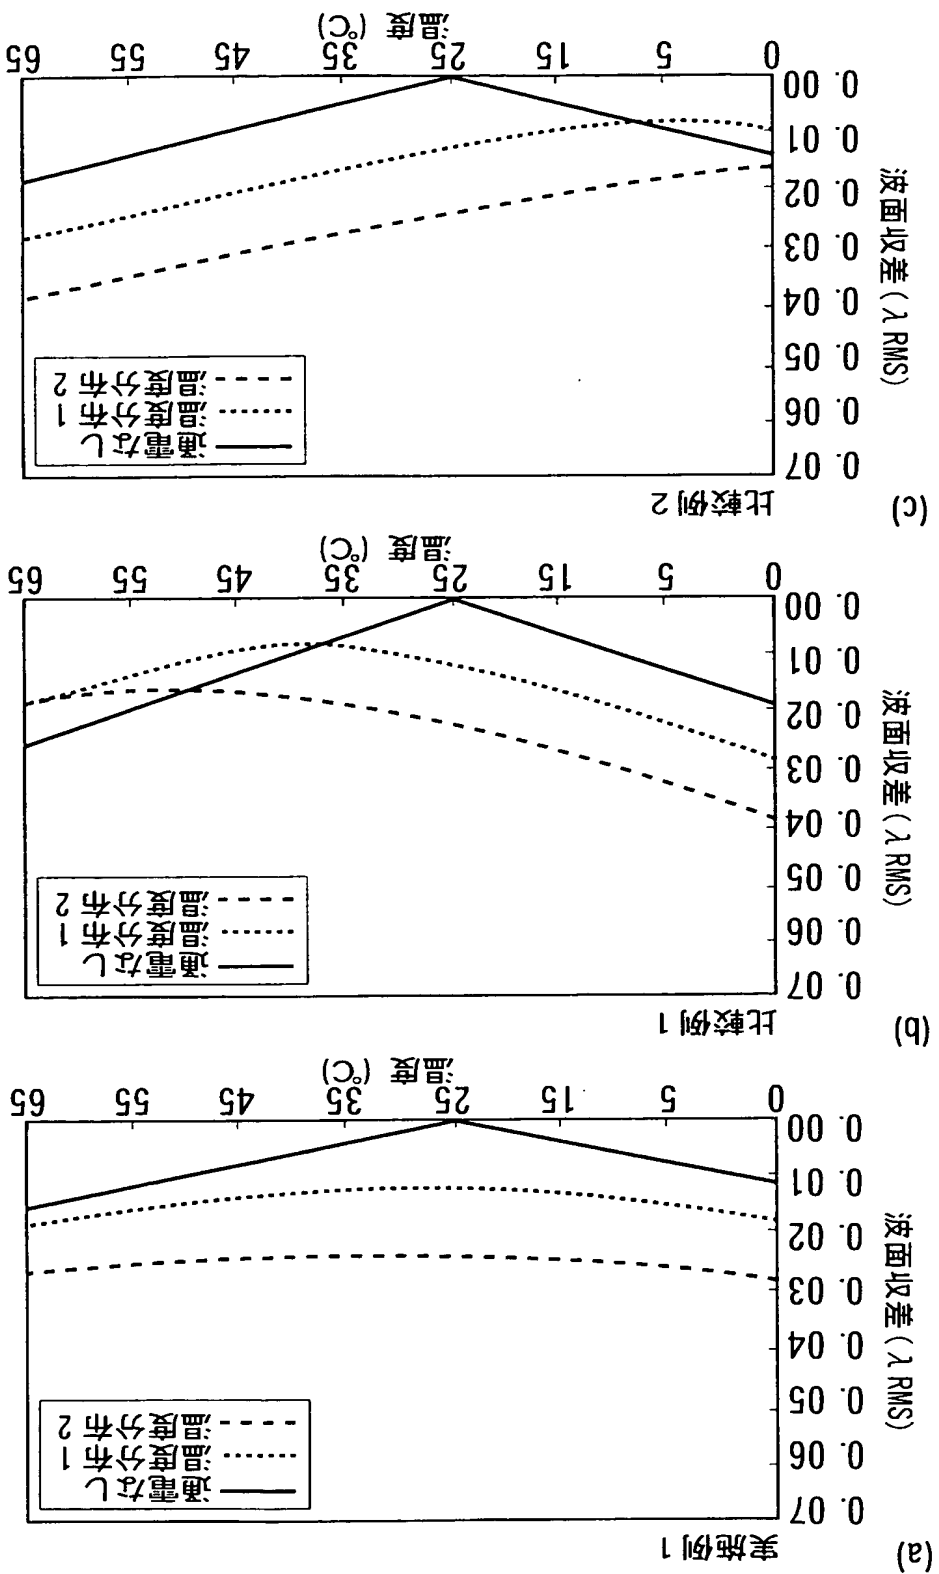 (a)
実施例 1
波面収差 (λ RMS)
0. 07
0. 06
0. 05
0. 04
0. 03
0. 02
0. 01
0. 00
通電なし
温度分布 1
温度分布 2
0 5 15 25 35 45 55 65
温度 (℃)
(b)
比較例 1
波面収差 (λ RMS)
0. 07
0. 06
0. 05
0. 04
0. 03
0. 02
0. 01
0. 00
通電なし
温度分布 1
温度分布 2
0 5 15 25 35 45 55 65
温度 (℃)
(c)
比較例 2
波面収差 (λ RMS)
0. 07
0. 06
0. 05
0. 04
0. 03
0. 02
0. 01
0. 00
通電なし
温度分布 1
温度分布 2
0 5 15 25 35 45 55 65
温度 (℃)